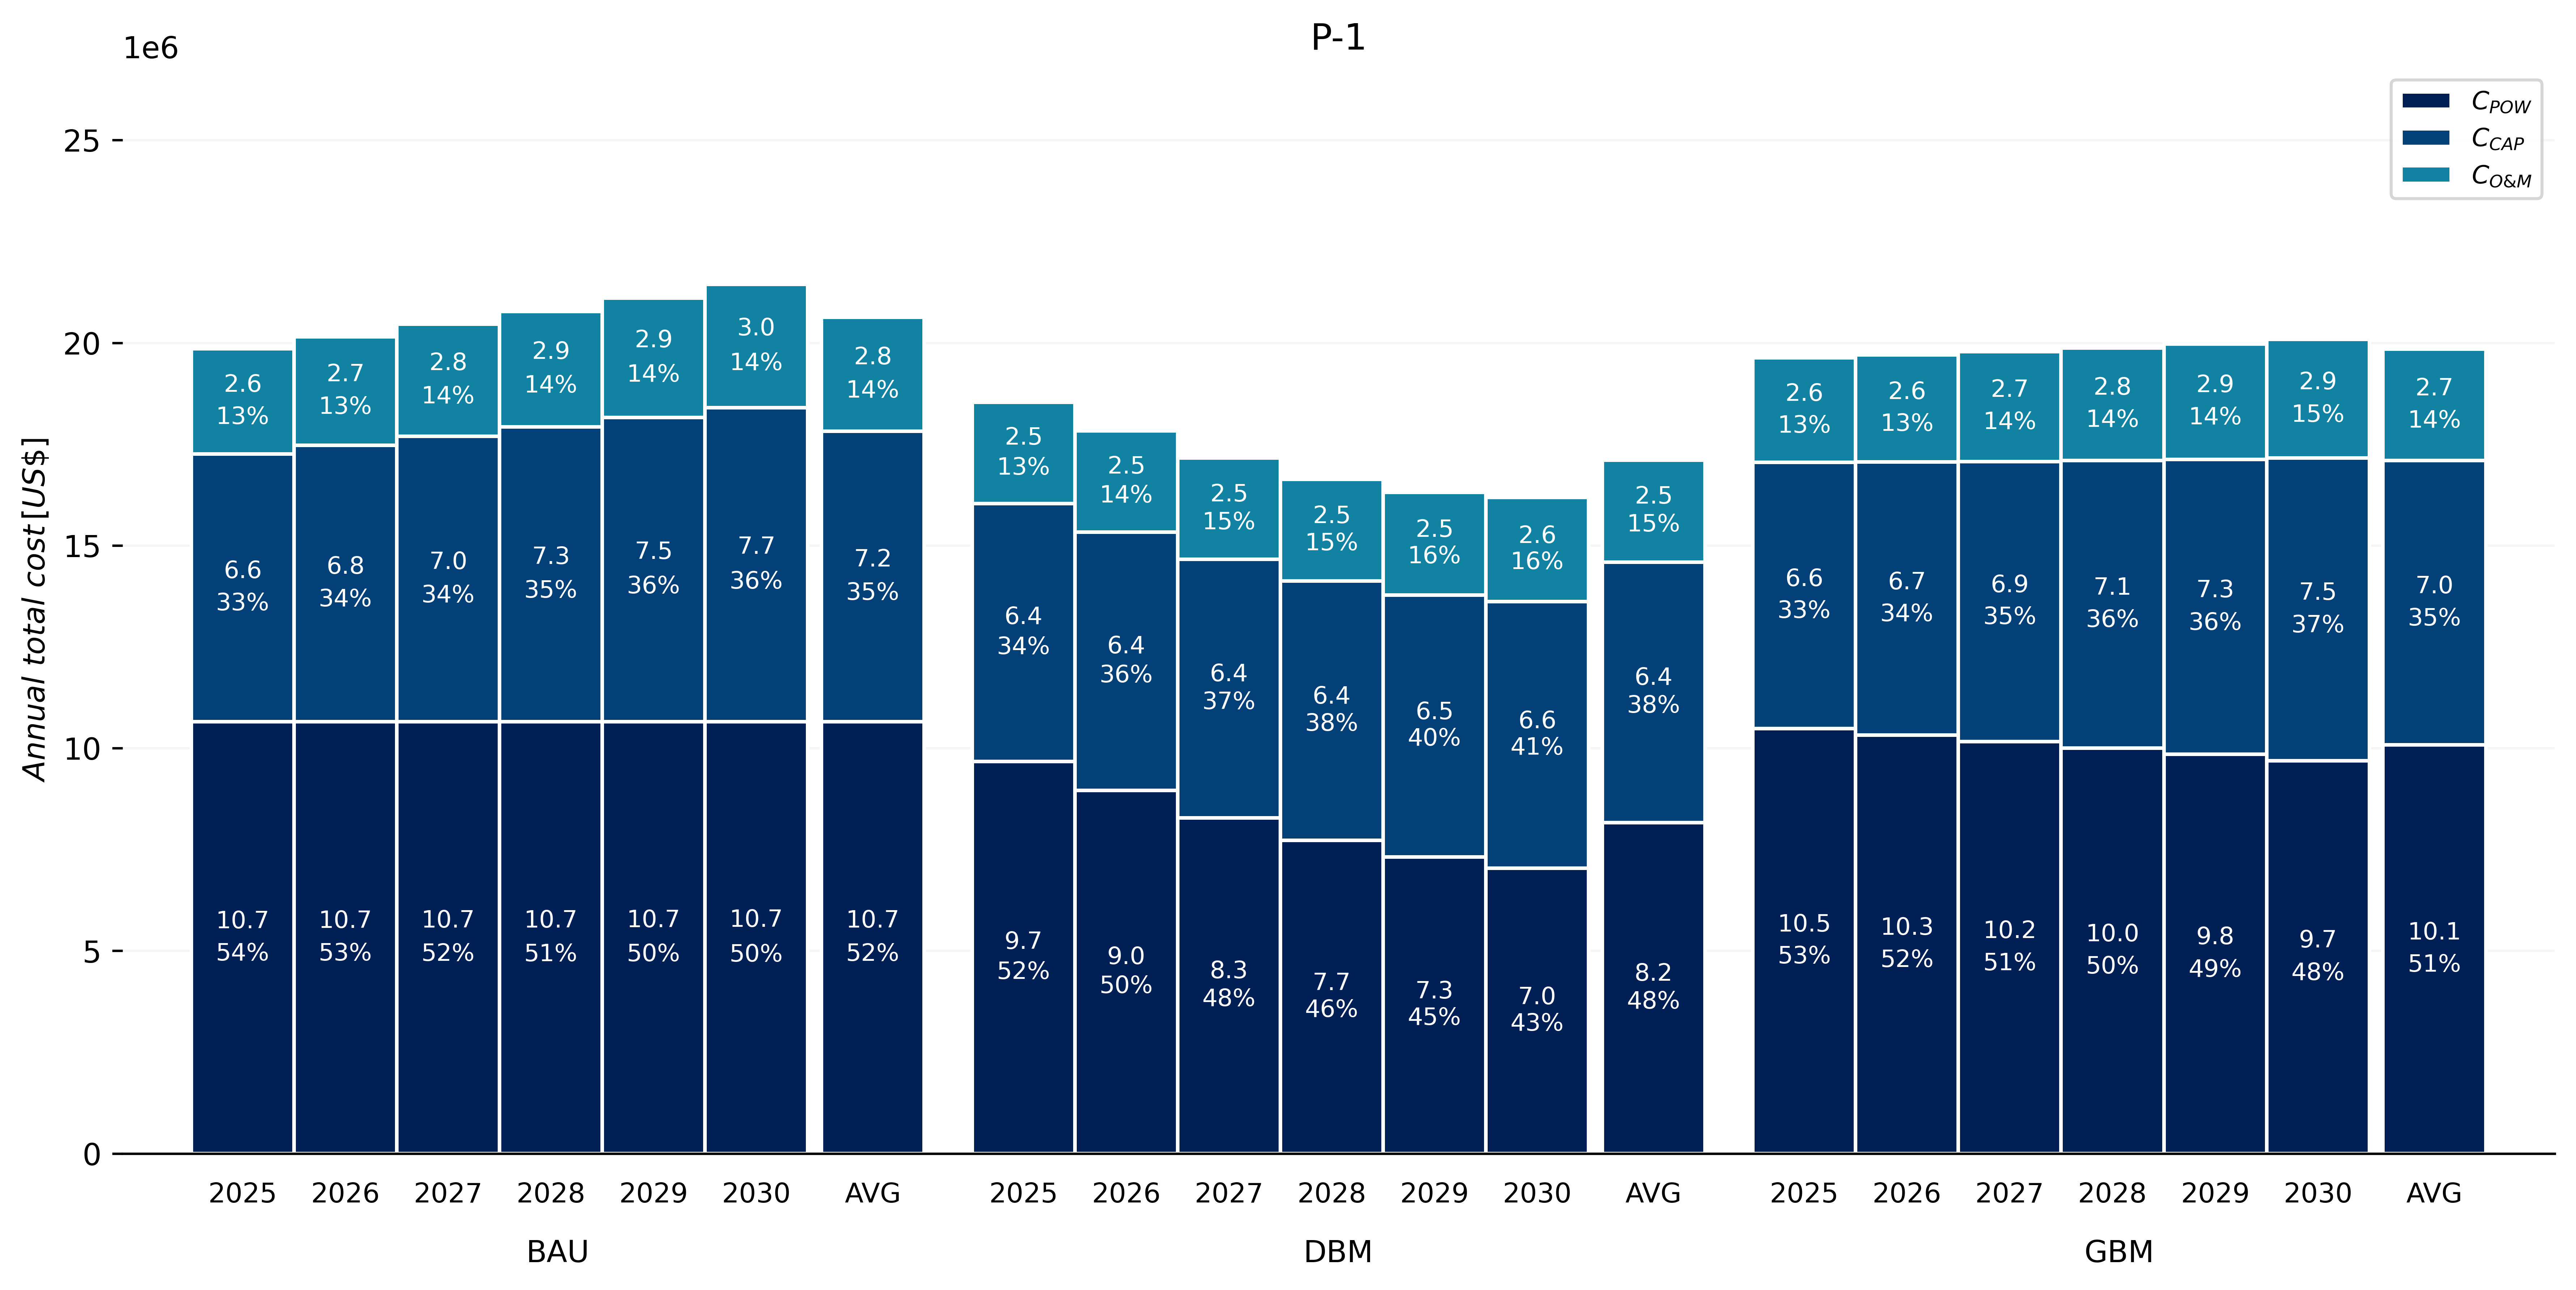 P-1
1e6
C_POW
C_CAP
C_O&M
Annual total cost [US$]
25
20
15
10
5
0
2.6 2.7 2.8 2.9 2.9 3.0 2.8 2.5 2.5 2.5 2.5 2.5 2.6 2.5 2.6 2.6 2.7 2.8 2.9 2.9 2.7
13% 13% 14% 14% 14% 14% 14% 13% 14% 15% 15% 16% 16% 15% 13% 13% 14% 14% 14% 15% 14%
6.6 6.8 7.0 7.3 7.5 7.7 7.2 6.4 6.4 6.4 6.4 6.5 6.6 6.4 6.6 6.7 6.9 7.1 7.3 7.5 7.0
33% 34% 34% 35% 36% 36% 35% 34% 36% 37% 38% 40% 41% 38% 33% 34% 35% 36% 36% 37% 35%
10.7 10.7 10.7 10.7 10.7 10.7 10.7 9.7 9.0 8.3 7.7 7.3 7.0 8.2 10.5 10.3 10.2 10.0 9.8 9.7 10.1
54% 53% 52% 51% 50% 50% 52% 52% 50% 48% 46% 45% 43% 48% 53% 52% 51% 50% 49% 48% 51%
2025 2026 2027 2028 2029 2030 AVG 2025 2026 2027 2028 2029 2030 AVG 2025 2026 2027 2028 2029 2030 AVG
BAU DBM GBM